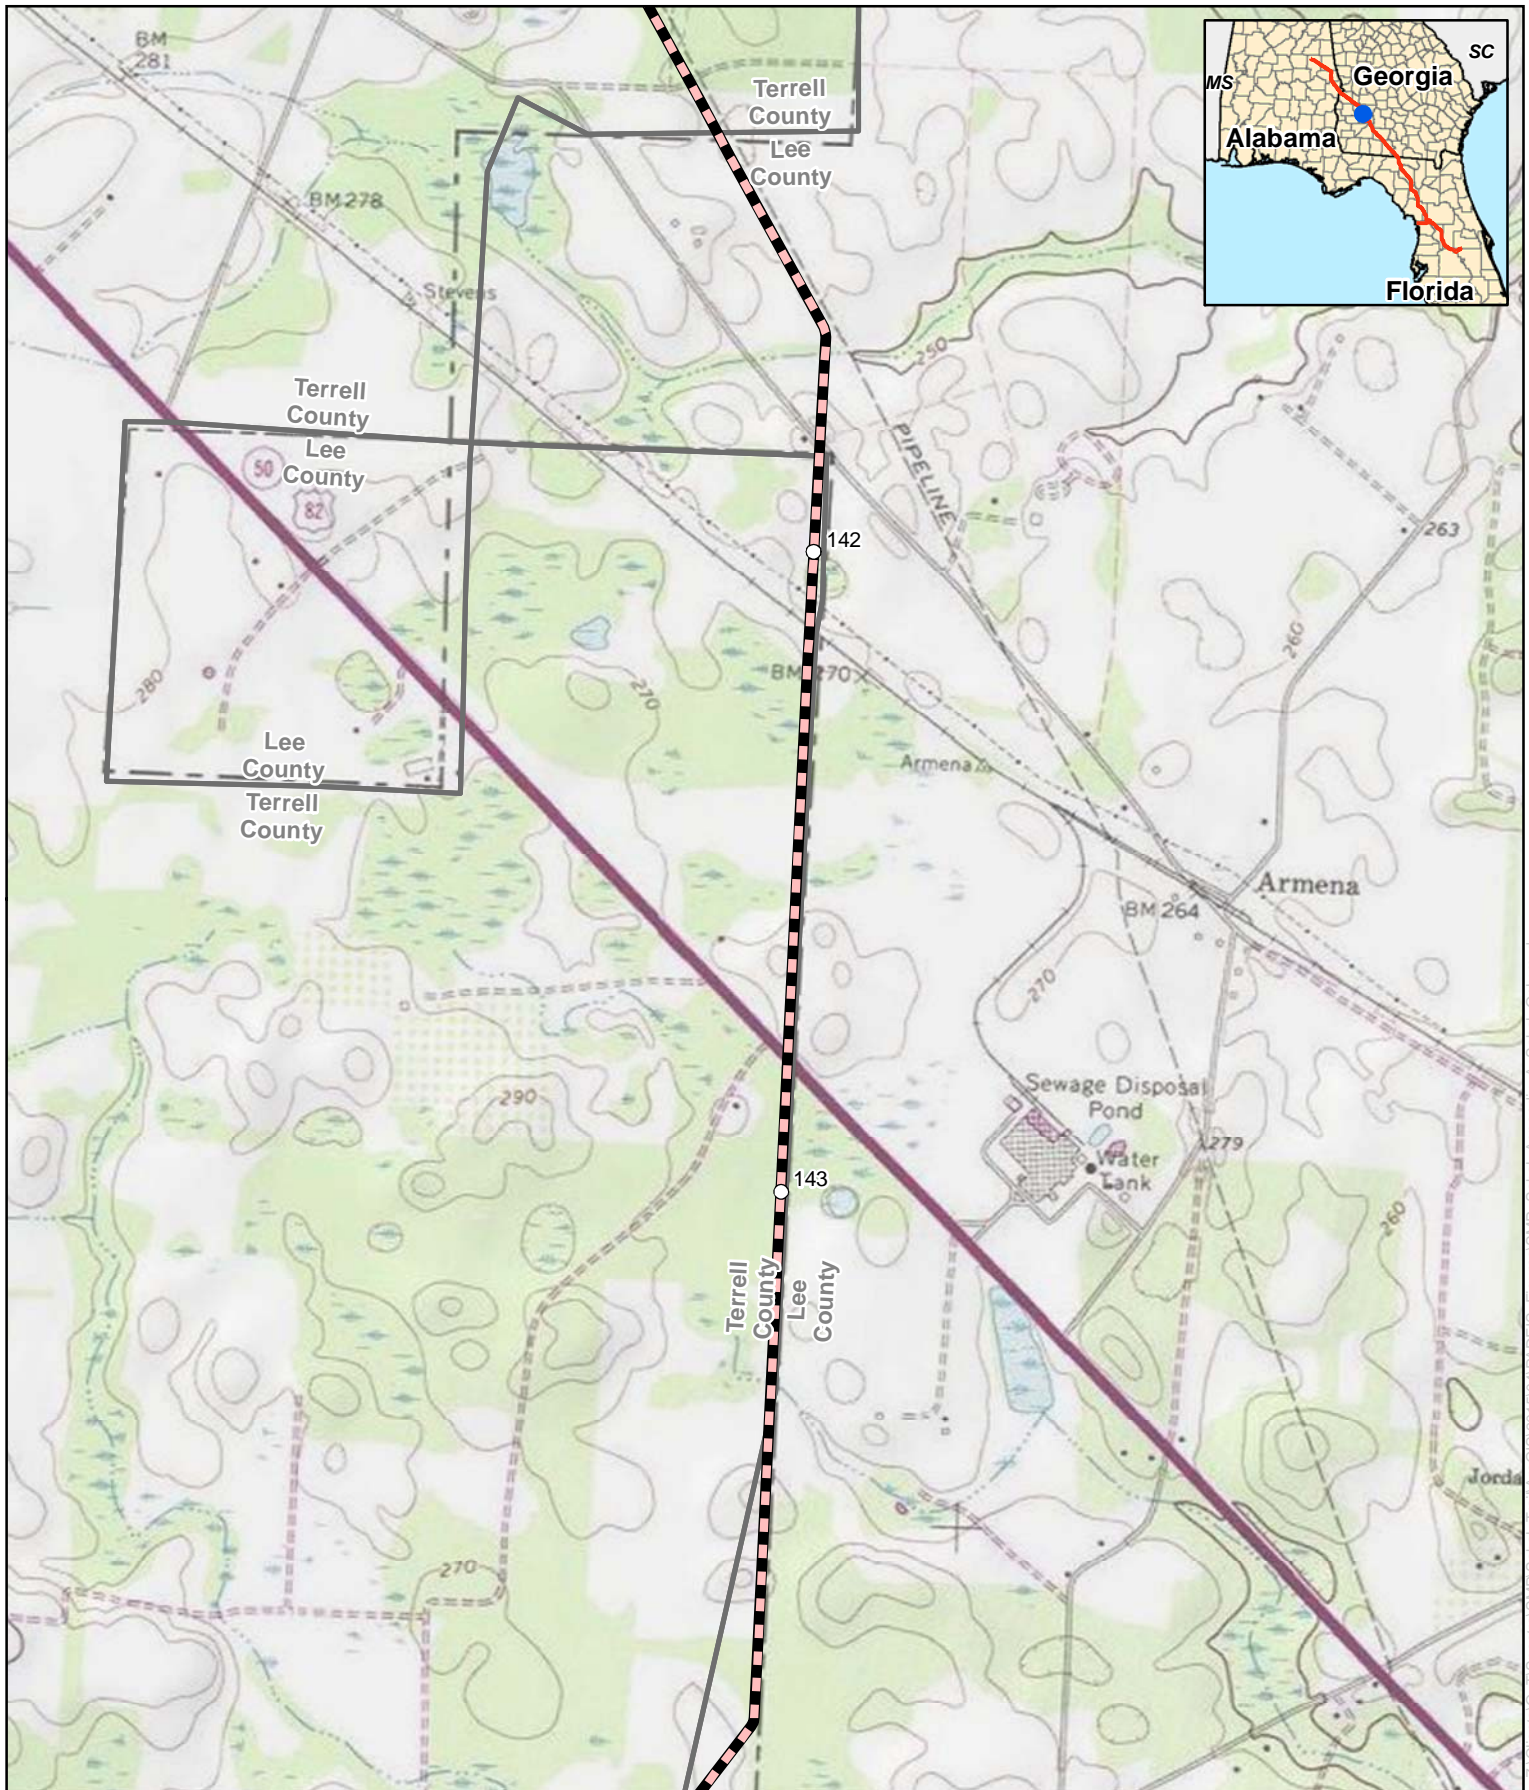 BM
281
Terrell
County
Lee
County
SC
MS
Georgia
Alabama
Florida
BM 278
Stevens
250
Terrell
County
Lee
County
50
82
PIPELINE
142
263
260
280
270
BM 270
Armena
Lee
County
Terrell
County
Armena
BM 264
270
290
Sewage Disposal
Pond
279
Water
Tank
143
260
Terrell
County
Lee
County
Jorda
270